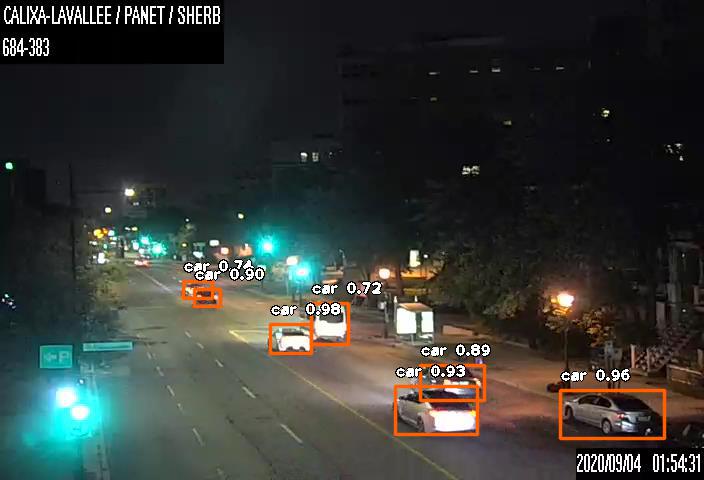 CALIXA-LAVALLEE / PANET / SHERB
684-383
car 0.74
car 0.90
car 0.72
car 0.98
car 0.89
car 0.93
car 0.96
P
2020/09/04 01:54:31